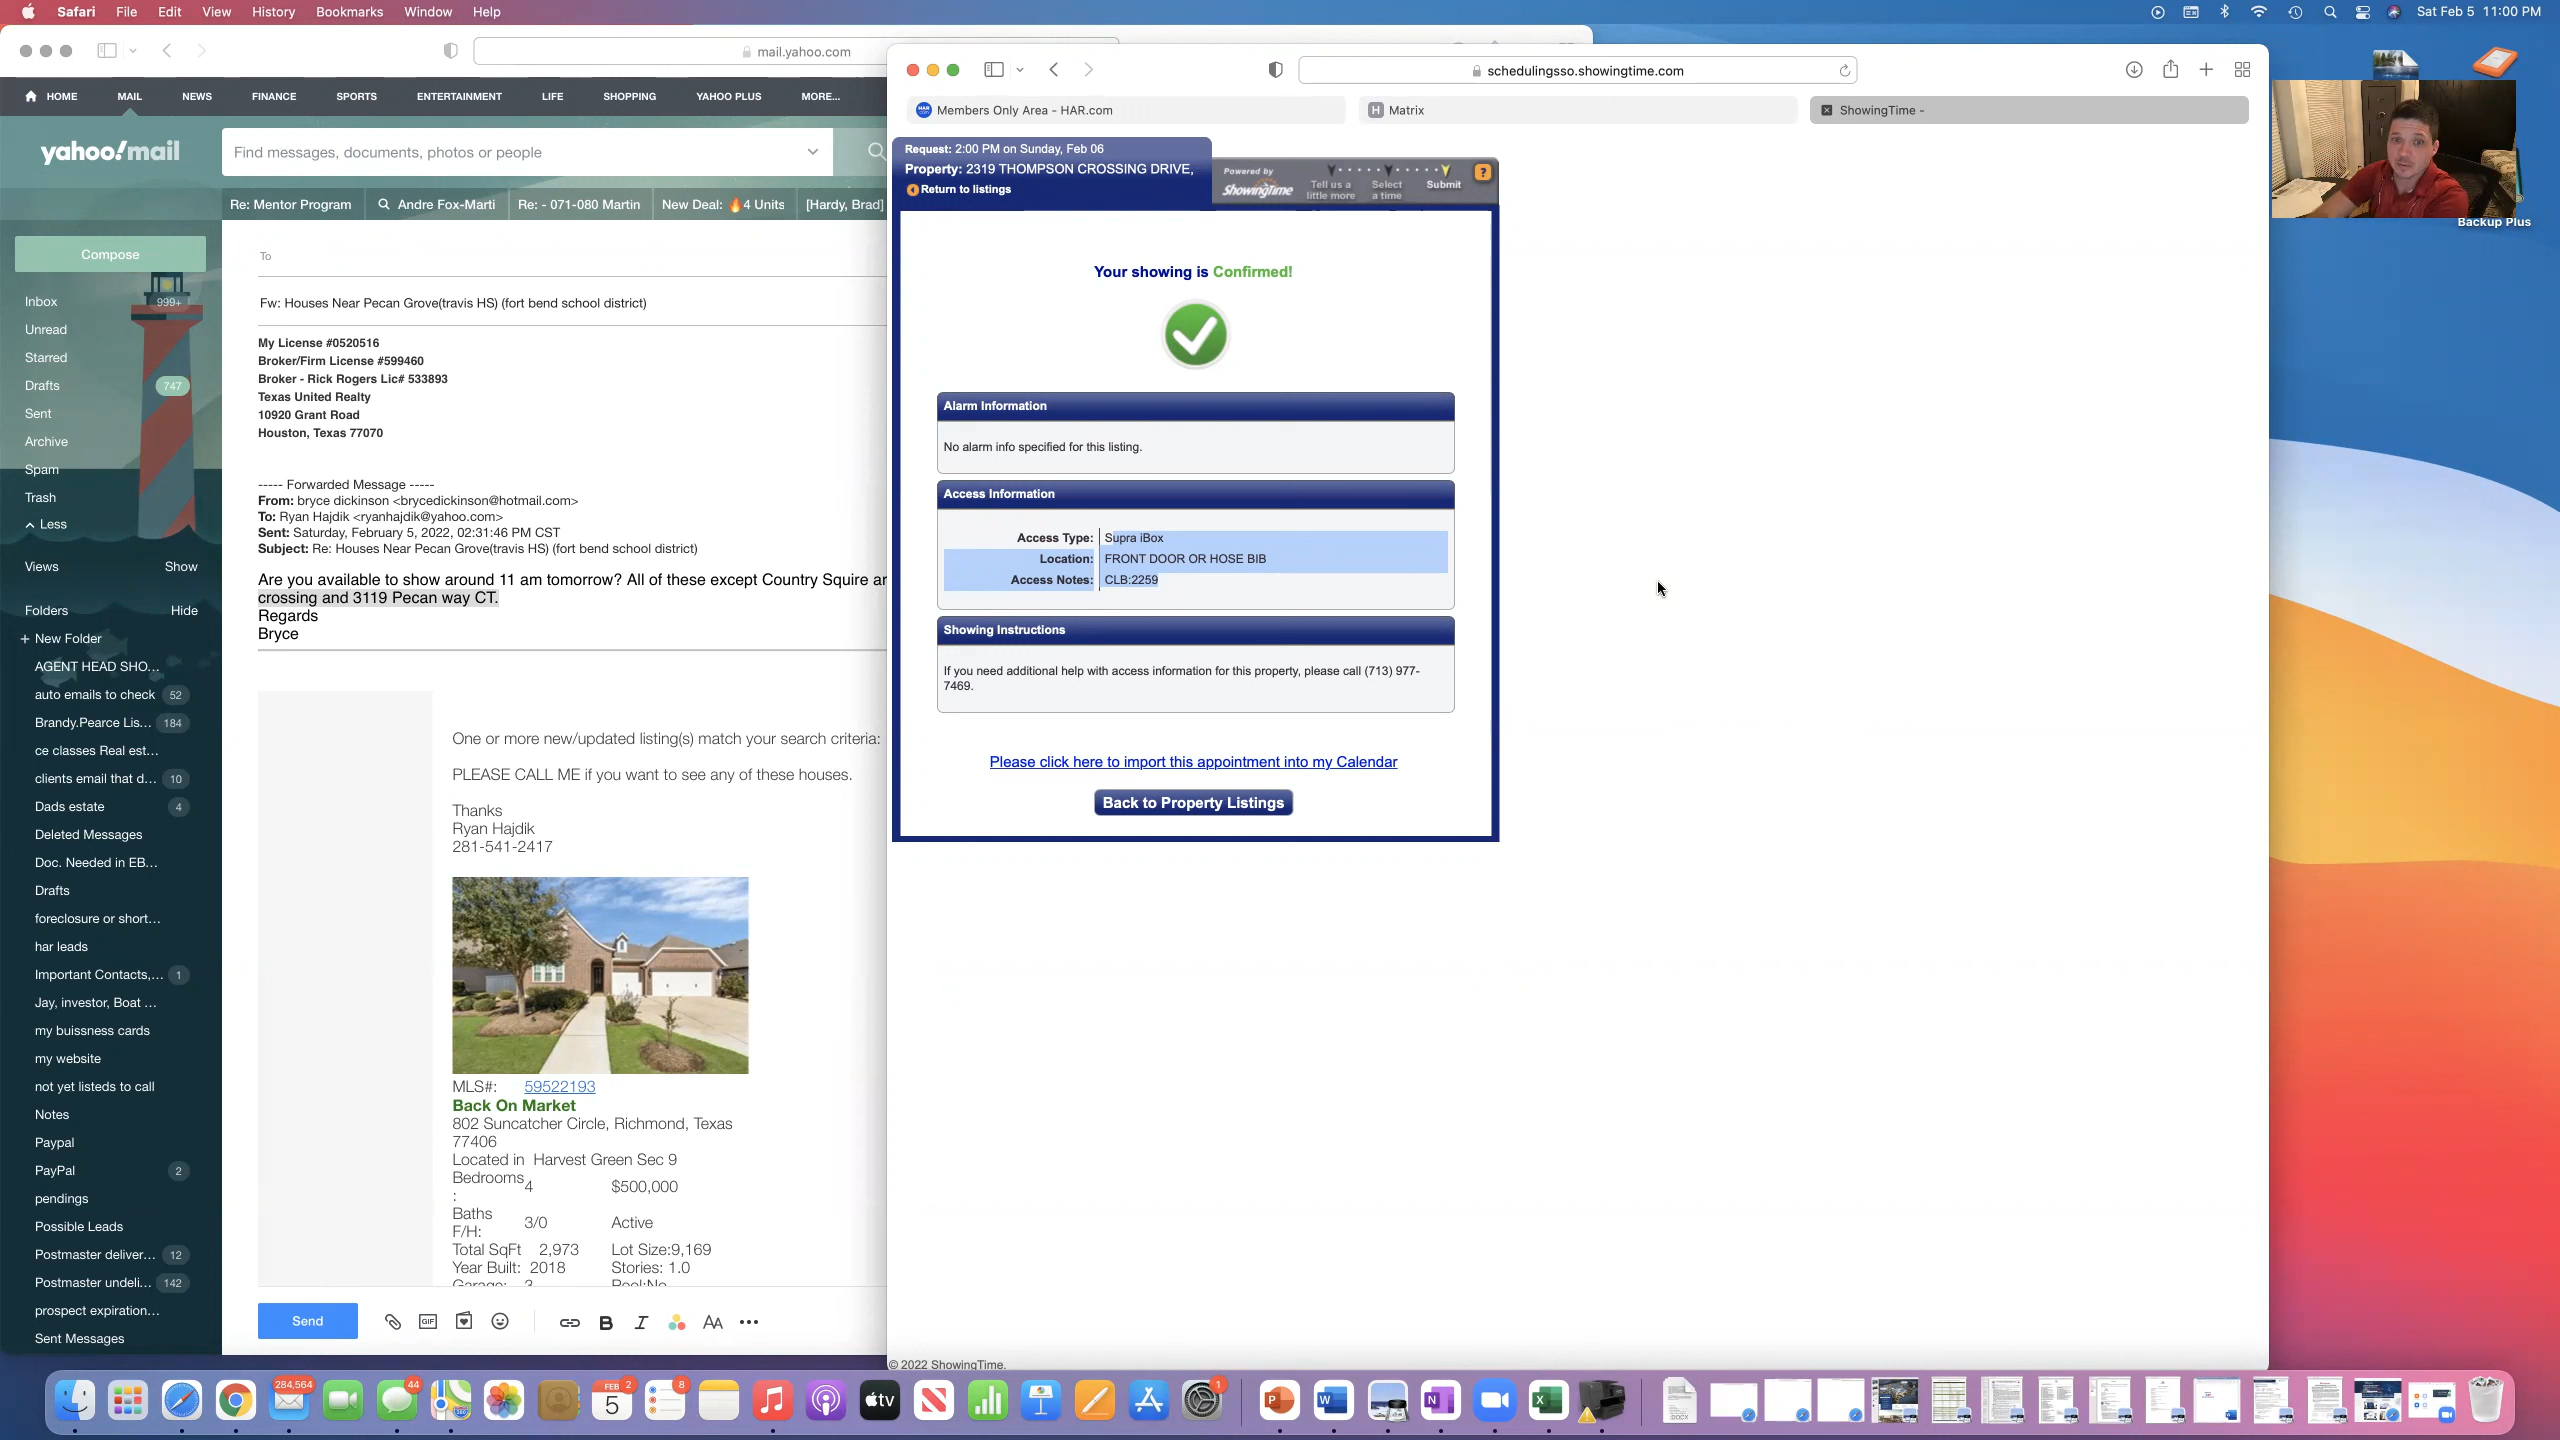 Safari File Edit View History Bookmarks Window Help
Sat Feb 5 11:00 PM
mail.yahoo.com
HOME MAIL NEWS FINANCE SPORTS ENTERTAINMENT LIFE SHOPPING YAHOO PLUS MORE...
yahoo!mail
Find messages, documents, photos or people
Re: Mentor Program
Andre Fox-Marti
Re: - 071-080 Martin
New Deal: 🔥4 Units
[Hardy, Brad]
Compose
Inbox 999+
Unread
Starred
Drafts 747
Sent
Archive
Spam
Trash
Less
Views Show
Folders Hide
+ New Folder
AGENT HEAD SHO...
auto emails to check 52
Brandy.Pearce Lis... 184
ce classes Real est...
clients email that d... 10
Dads estate 4
Deleted Messages
Doc. Needed in EB...
Drafts
foreclosure or short...
har leads
Important Contacts,... 1
Jay, investor, Boat ...
my buissness cards
my website
not yet listeds to call
Notes
Paypal
PayPal 2
pendings
Possible Leads
Postmaster deliver... 12
Postmaster undeli... 142
prospect expiration...
Sent Messages
To
Fw: Houses Near Pecan Grove(travis HS) (fort bend school district)
My License #0520516
Broker/Firm License #599460
Broker - Rick Rogers Lic# 533893
Texas United Realty
10920 Grant Road
Houston, Texas 77070
----- Forwarded Message -----
From: bryce dickinson <brycedickinson@hotmail.com>
To: Ryan Hajdik <ryanhajdik@yahoo.com>
Sent: Saturday, February 5, 2022, 02:31:46 PM CST
Subject: Re: Houses Near Pecan Grove(travis HS) (fort bend school district)
Are you available to show around 11 am tomorrow? All of these except Country Squire ar
crossing and 3119 Pecan way CT.
Regards
Bryce
One or more new/updated listing(s) match your search criteria:
PLEASE CALL ME if you want to see any of these houses.
Thanks
Ryan Hajdik
281-541-2417
MLS#: 59522193
Back On Market
802 Suncatcher Circle, Richmond, Texas
77406
Located in Harvest Green Sec 9
Bedrooms
: 4 $500,000
Baths
F/H: 3/0 Active
Total SqFt 2,973 Lot Size:9,169
Year Built: 2018 Stories: 1.0
Garage: 3 Pool:No
Send
GIF
B I AA
schedulingsso.showingtime.com
Members Only Area - HAR.com
H Matrix
ShowingTime -
Request: 2:00 PM on Sunday, Feb 06
Property: 2319 THOMPSON CROSSING DRIVE,
Return to listings
Powered by
ShowingTime
Tell us a
little more
Select
a time
Submit
?
Your showing is Confirmed!
Alarm Information
No alarm info specified for this listing.
Access Information
Access Type: Supra iBox
Location: FRONT DOOR OR HOSE BIB
Access Notes: CLB:2259
Showing Instructions
If you need additional help with access information for this property, please call (713) 977-
7469.
Please click here to import this appointment into my Calendar
Back to Property Listings
© 2022 ShowingTime.
Backup Plus
284,564
44
FEB 2
5
8
tv
1
P
W
N
X
DOCX